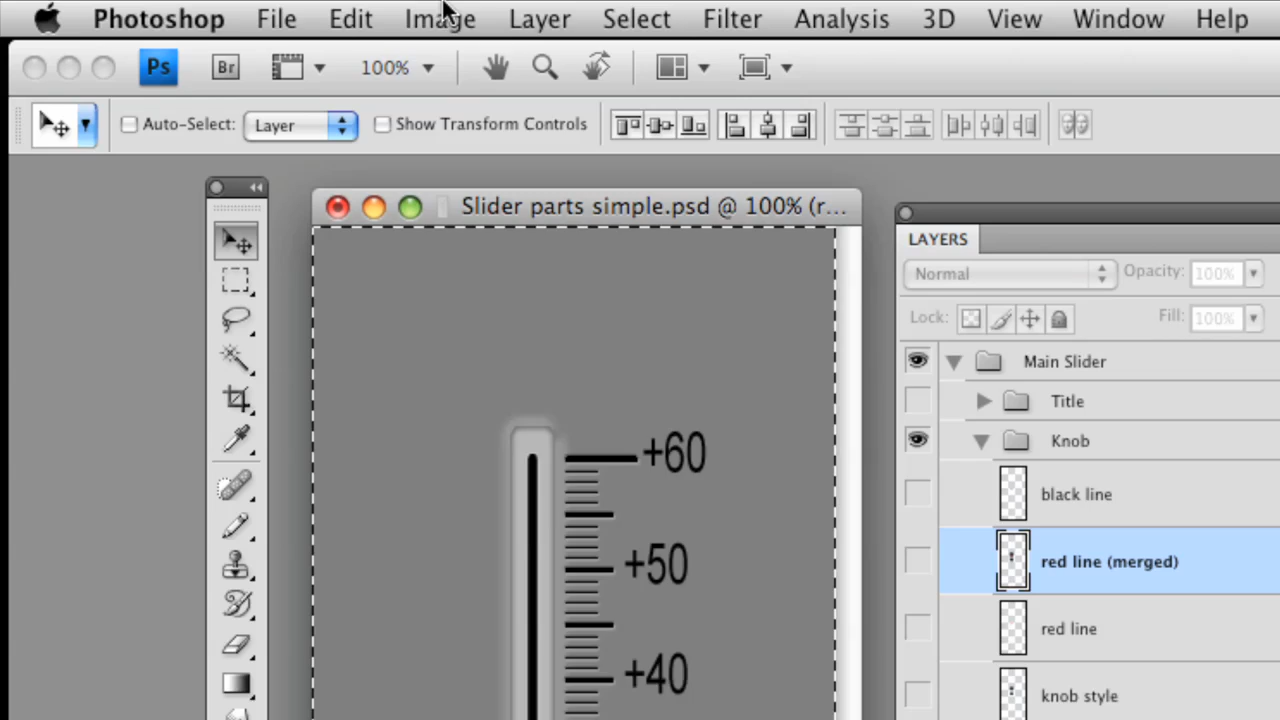 Photoshop File Edit Image Layer Select Filter Analysis 3D View Window Help
Ps Br 100%
Auto-Select: Layer Show Transform Controls
Slider parts simple.psd @ 100% (r...
LAYERS
Normal Opacity: 100%
Lock: Fill: 100%
Main Slider
Title
Knob
black line
red line (merged)
red line
knob style
+60
+50
+40